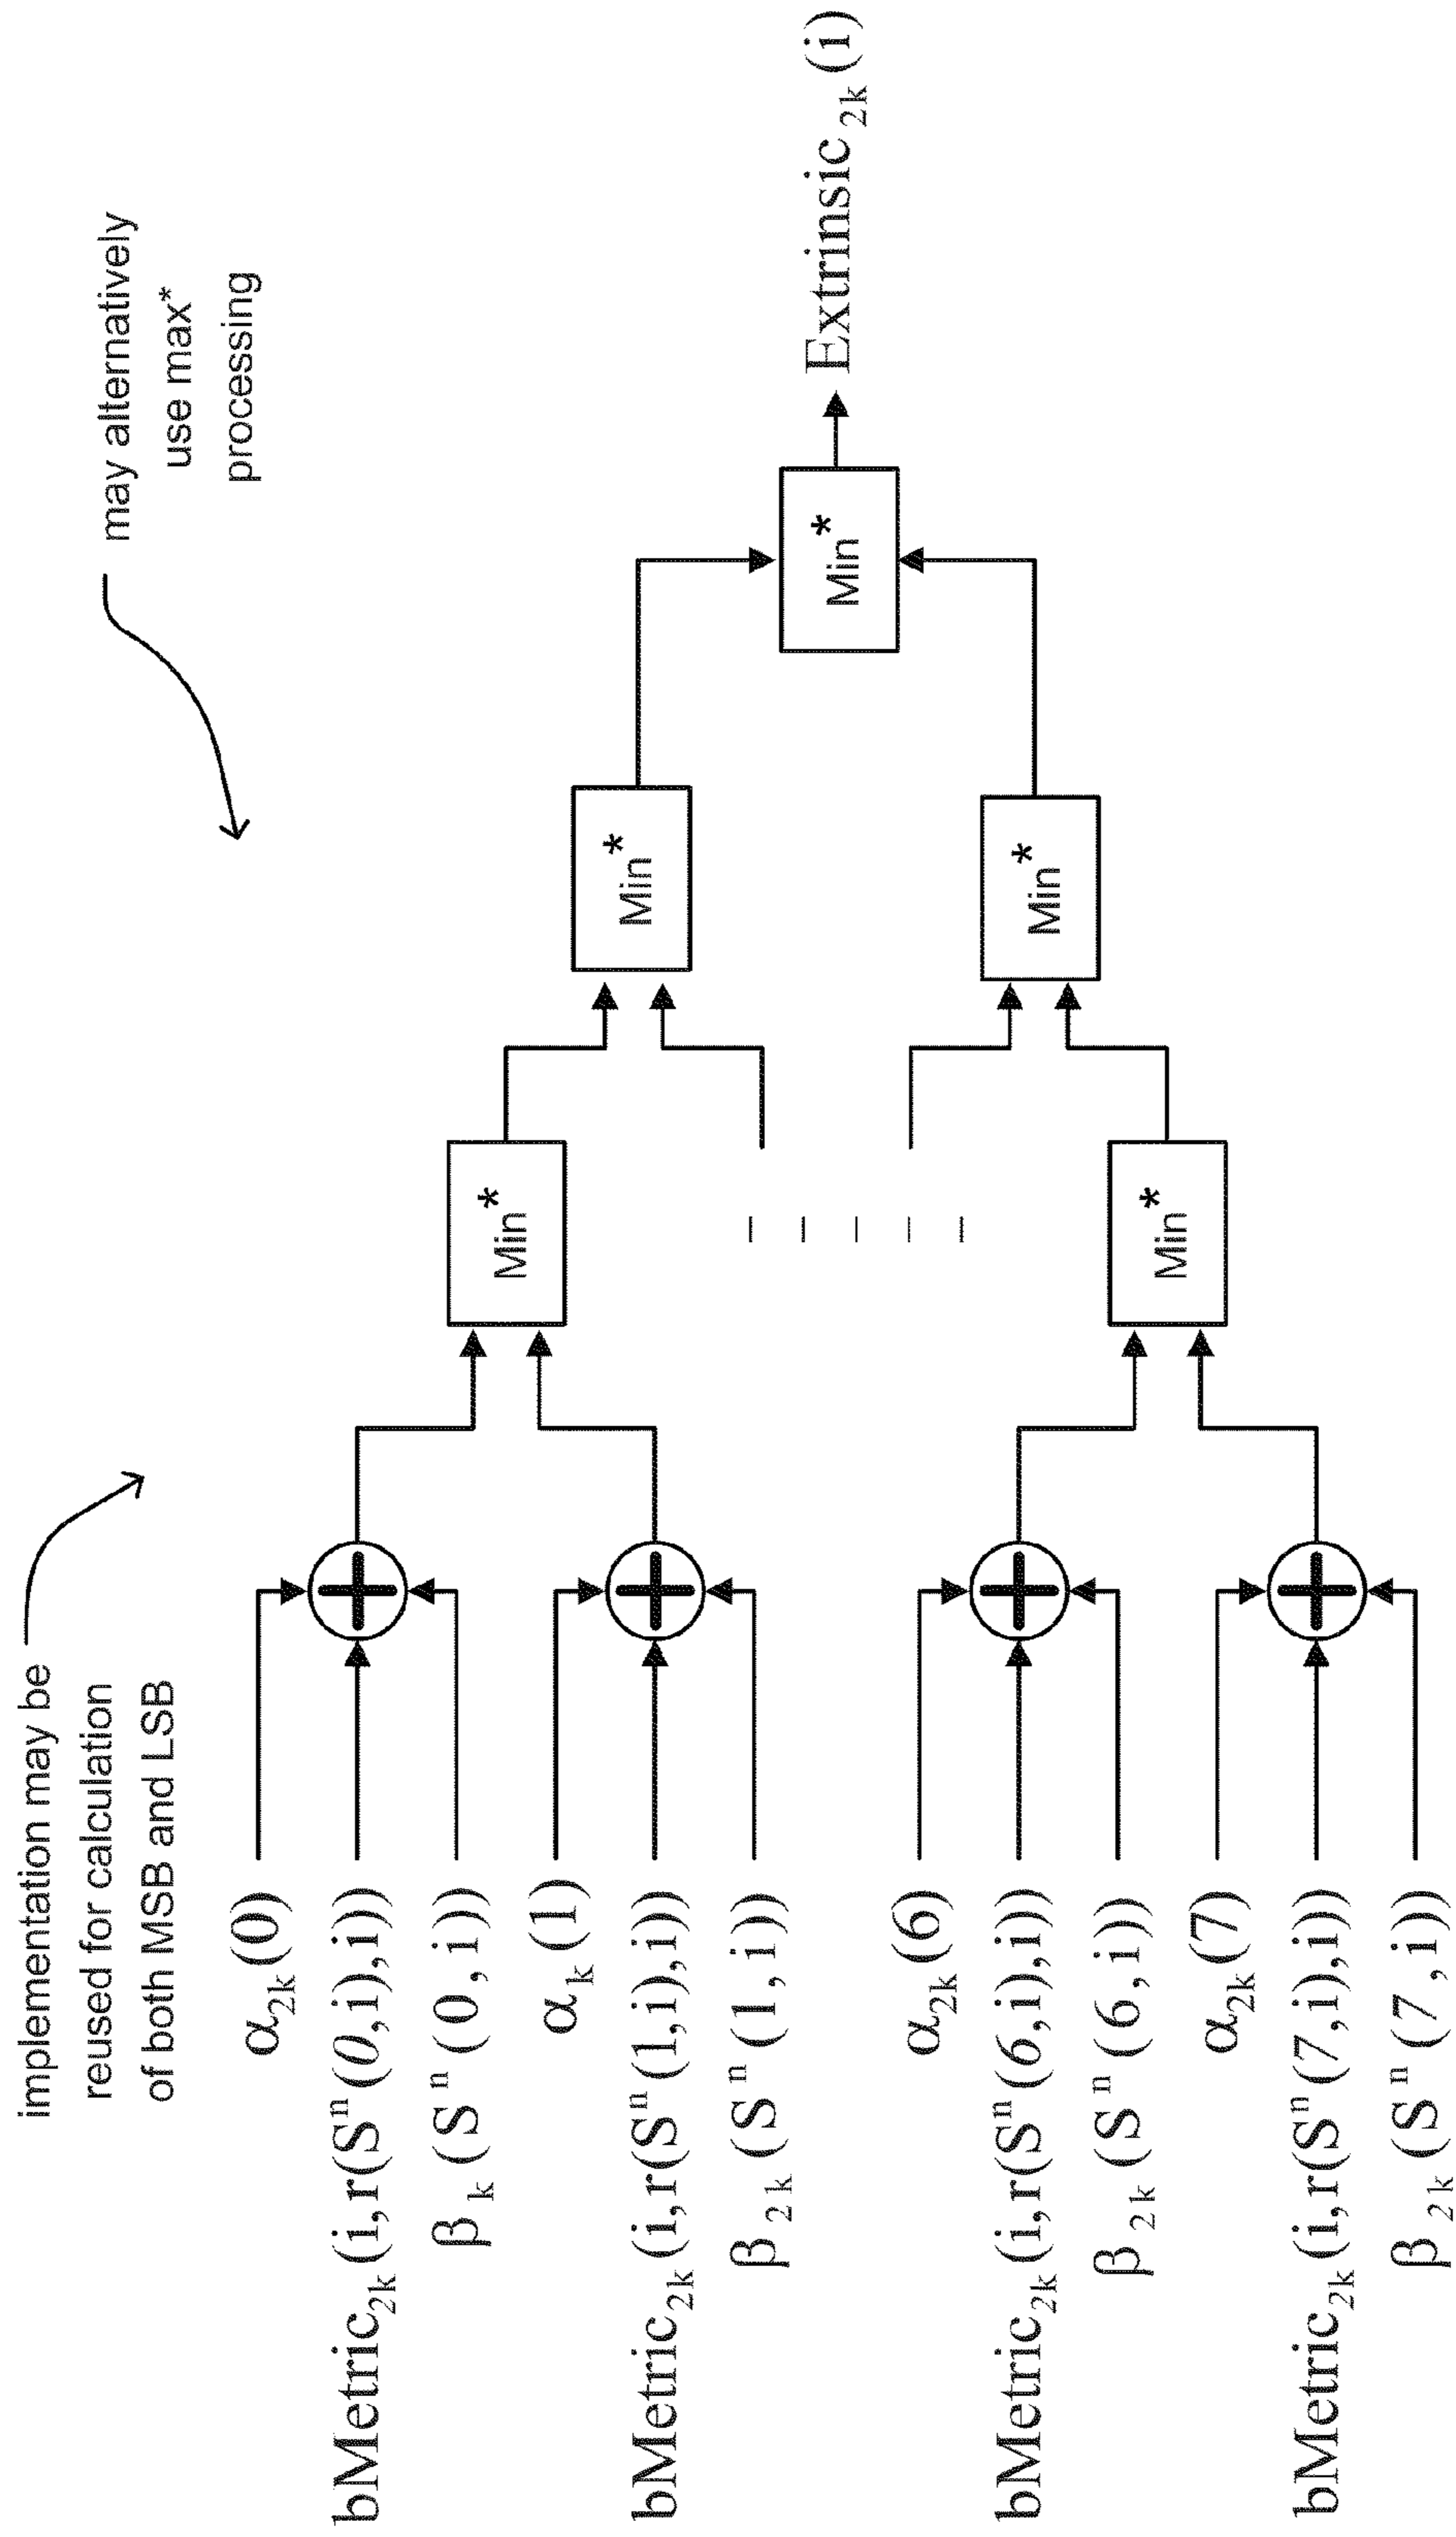 implementation may be
reused for calculation
of both MSB and LSB
may alternatively
use max*
processing
α₂ₖ(0)
bMetric₂ₖ(i,r(Sⁿ(0,i),i))
βₖ(Sⁿ(0,i))
αₖ(1)
bMetric₂ₖ(i,r(Sⁿ(1,i),i))
β₂ₖ(Sⁿ(1,i))
α₂ₖ(6)
bMetric₂ₖ(i,r(Sⁿ(6,i),i))
β₂ₖ(Sⁿ(6,i))
α₂ₖ(7)
bMetric₂ₖ(i,r(Sⁿ(7,i),i))
β₂ₖ(Sⁿ(7,i))
Min*
Min*
Min*
Min*
Min*
Extrinsic₂ₖ(i)